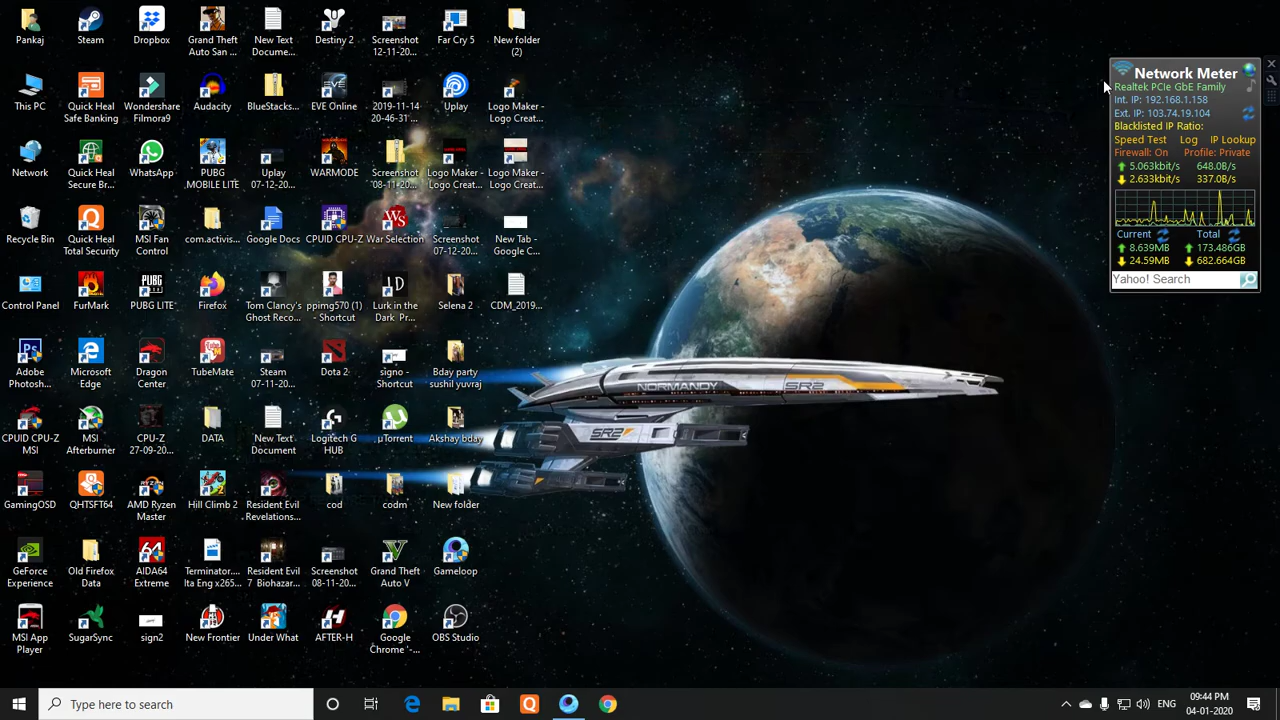 Pankaj
Steam
Dropbox
Grand Theft
Auto San ...
New Text
Docume...
Destiny 2
Screenshot
12-11-20...
Far Cry 5
New folder
(2)
This PC
Quick Heal
Safe Banking
Wondershare
Filmora9
Audacity
BlueStacks...
EVE Online
2019-11-14
20-46-31...
Uplay
Logo Maker -
Logo Creat...
Network
Quick Heal
Secure Br...
WhatsApp
PUBG
MOBILE LITE
Uplay
07-12-20...
WARMODE
Screenshot
08-11-20...
Logo Maker -
Logo Creat...
Logo Maker -
Logo Creat...
Recycle Bin
Quick Heal
Total Security
MSI Fan
Control
com.activis...
Google Docs
CPUID CPU-Z
War Selection
Screenshot
07-12-20...
New Tab -
Google C...
Control Panel
FurMark
PUBG LITE
Firefox
Tom Clancy's
Ghost Reco...
ppimg570 (1)
- Shortcut
Lurk in the
Dark Pr...
Selena 2
CDM_2019...
Adobe
Photosh...
Microsoft
Edge
Dragon
Center
TubeMate
Steam
07-11-20...
Dota 2
signo -
Shortcut
Bday party
sushil yuvraj
CPUID CPU-Z
MSI
MSI
Afterburner
CPU-Z
27-09-20...
DATA
New Text
Document
Logitech G
HUB
µTorrent
Akshay bday
GamingOSD
QHTSFT64
AMD Ryzen
Master
Hill Climb 2
Resident Evil
Revelations...
cod
codm
New folder
GeForce
Experience
Old Firefox
Data
AIDA64
Extreme
Terminator....
lta Eng x265...
Resident Evil
7 Biohazar...
Screenshot
08-11-20...
Grand Theft
Auto V
Gameloop
MSI App
Player
SugarSync
sign2
New Frontier
Under What
AFTER-H
Google
Chrome '-...
OBS Studio
NORMANDY SR2
SR2
Network Meter
Realtek PCIe GbE Family
Int. IP: 192.168.1.158
Ext. IP: 103.74.19.104
Blacklisted IP Ratio:
Speed Test Log IP Lookup
Firewall: On Profile: Private
5.063kbit/s 648.0B/s
2.633kbit/s 337.0B/s
Current Total
8.639MB 173.486GB
24.59MB 682.664GB
Yahoo! Search
Type here to search
ENG
09:44 PM
04-01-2020